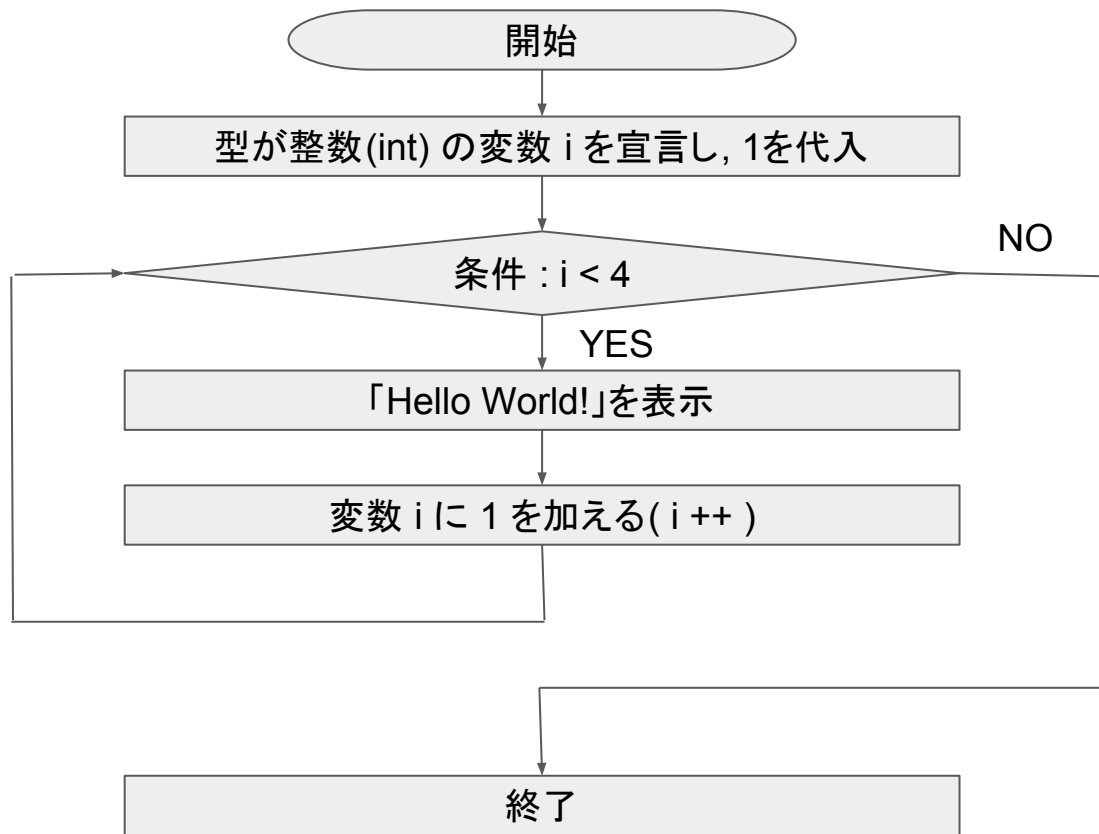 開始
型が整数(int) の変数 i を宣言し, 1を代入
NO
条件 : i < 4
YES
「Hello World!」を表示
変数 i に 1 を加える( i ++ )
終了